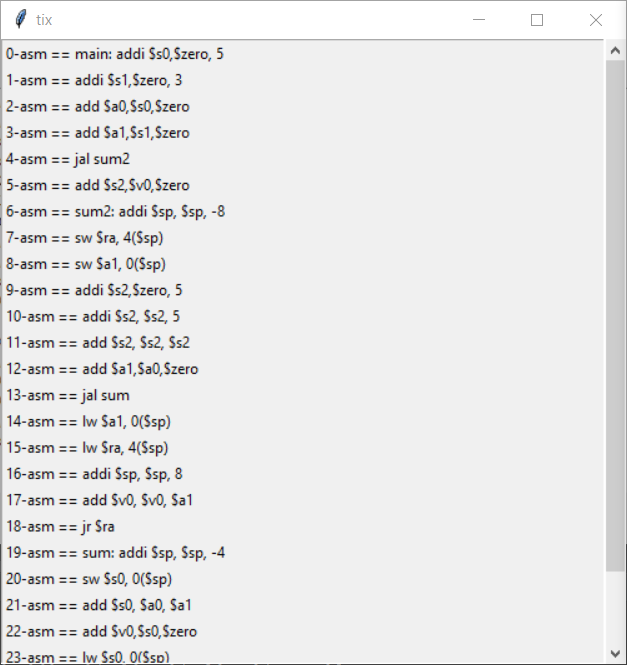 tix
0-asm == main: addi $s0,$zero, 5
1-asm == addi $s1,$zero, 3
2-asm == add $a0,$s0,$zero
3-asm == add $a1,$s1,$zero
4-asm == jal sum2
5-asm == add $s2,$v0,$zero
6-asm == sum2: addi $sp, $sp, -8
7-asm == sw $ra, 4($sp)
8-asm == sw $a1, 0($sp)
9-asm == addi $s2,$zero, 5
10-asm == addi $s2, $s2, 5
11-asm == add $s2, $s2, $s2
12-asm == add $a1,$a0,$zero
13-asm == jal sum
14-asm == lw $a1, 0($sp)
15-asm == lw $ra, 4($sp)
16-asm == addi $sp, $sp, 8
17-asm == add $v0, $v0, $a1
18-asm == jr $ra
19-asm == sum: addi $sp, $sp, -4
20-asm == sw $s0, 0($sp)
21-asm == add $s0, $a0, $a1
22-asm == add $v0,$s0,$zero
23-asm == lw $s0, 0($sp)